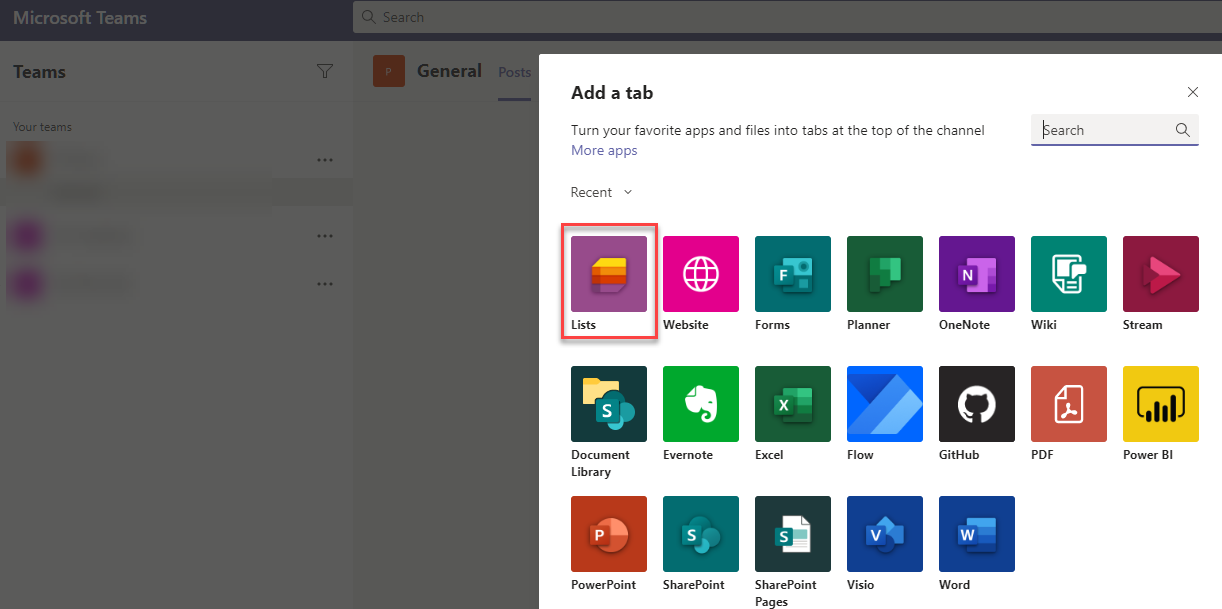 Microsoft Teams
Search
Teams
Your teams
P
General
Posts
Add a tab
Turn your favorite apps and files into tabs at the top of the channel
More apps
Search
Recent
Lists
Website
F
Forms
Planner
N
OneNote
Wiki
Stream
S
Document
Library
Evernote
X
Excel
Flow
GitHub
PDF
Power BI
P
PowerPoint
S
SharePoint
S
SharePoint
Pages
V
Visio
W
Word